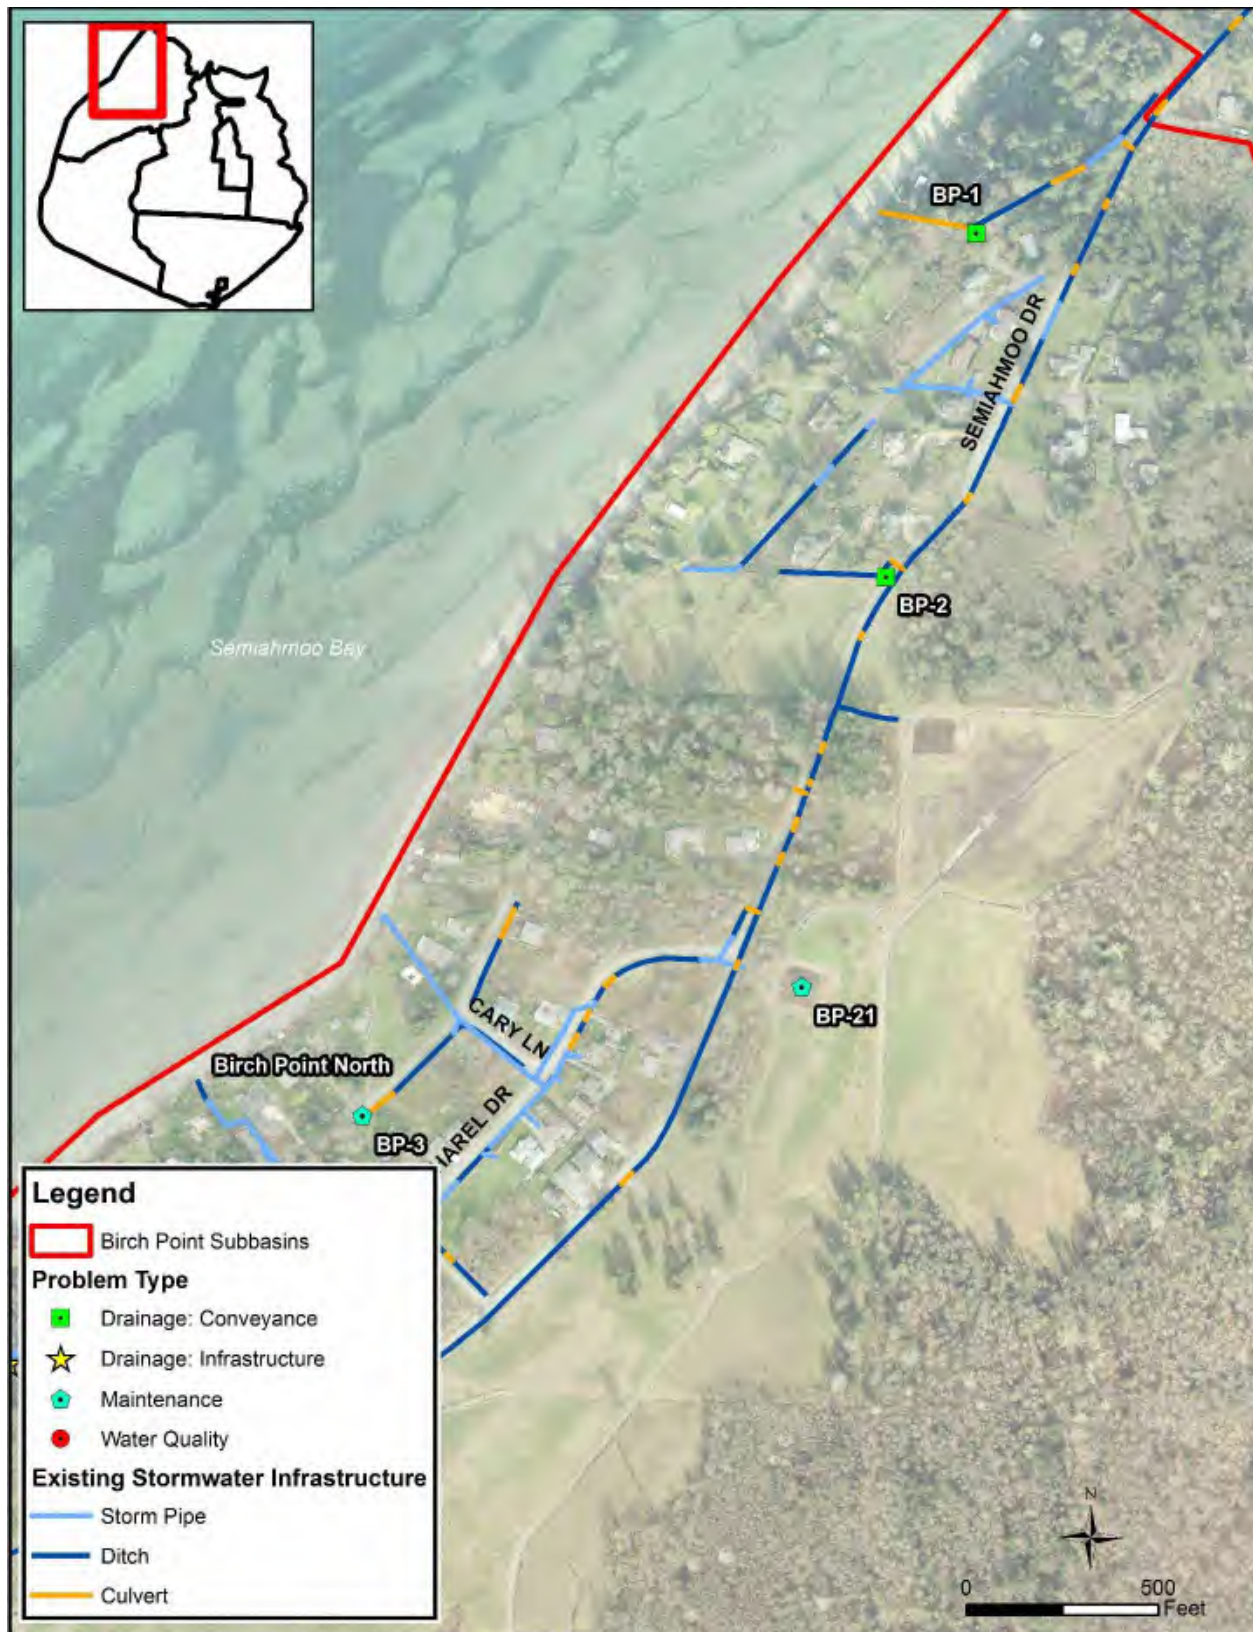 BP-1
SEMIAHMOO DR
BP-2
Semiahmoo Bay
BP-21
CARY LN
Birch Point North
BP-3
HAREL DR
Legend
Birch Point Subbasins
Problem Type
Drainage: Conveyance
Drainage: Infrastructure
Maintenance
Water Quality
Existing Stormwater Infrastructure
Storm Pipe
Ditch
Culvert
N
0 500
Feet